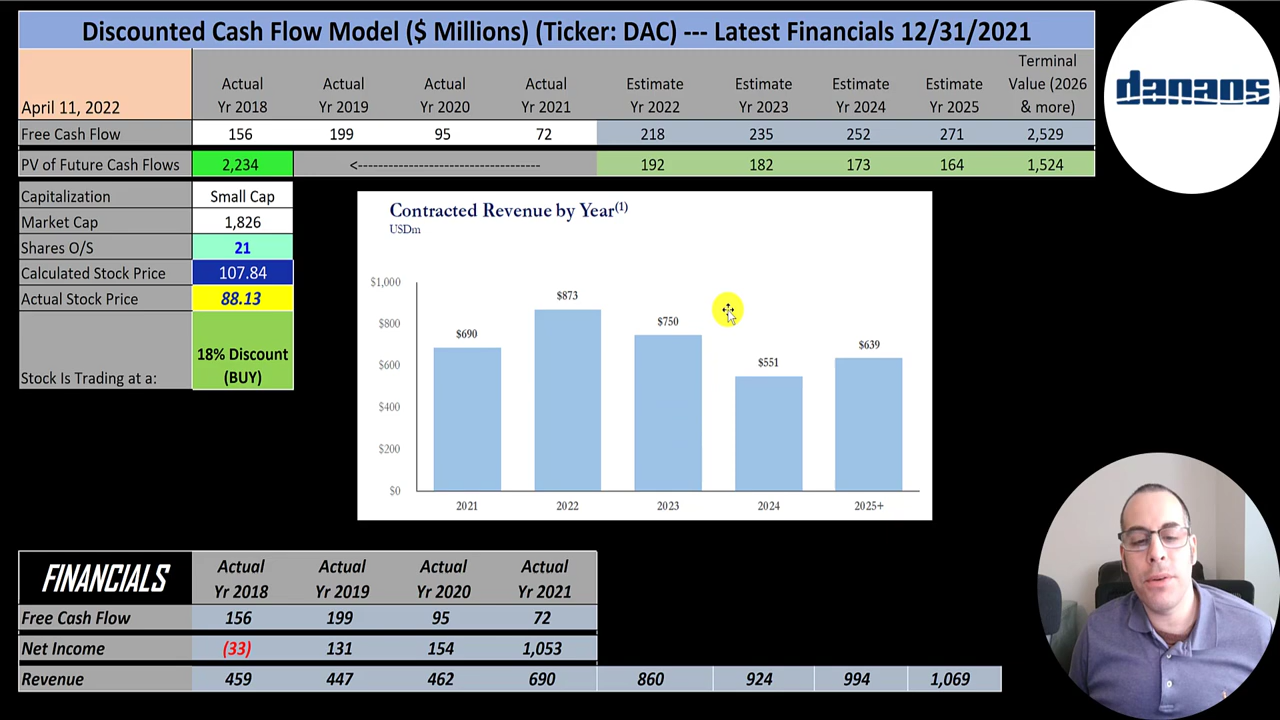 Discounted Cash Flow Model ($ Millions) (Ticker: DAC) --- Latest Financials 12/31/2021
danaos
April 11, 2022 Actual Yr 2018 Actual Yr 2019 Actual Yr 2020 Actual Yr 2021 Estimate Yr 2022 Estimate Yr 2023 Estimate Yr 2024 Estimate Yr 2025 Terminal Value (2026 & more)
Free Cash Flow 156 199 95 72 218 235 252 271 2,529
PV of Future Cash Flows 2,234 <------------------------------------ 192 182 173 164 1,524
Capitalization Small Cap
Market Cap 1,826
Shares O/S 21
Calculated Stock Price 107.84
Actual Stock Price 88.13
Stock Is Trading at a: 18% Discount (BUY)
Contracted Revenue by Year(1)
USDm
$1,000
$800
$600
$400
$200
$0
$690 $873 $750 $551 $639
2021 2022 2023 2024 2025+
FINANCIALS Actual Yr 2018 Actual Yr 2019 Actual Yr 2020 Actual Yr 2021
Free Cash Flow 156 199 95 72
Net Income (33) 131 154 1,053
Revenue 459 447 462 690 860 924 994 1,069